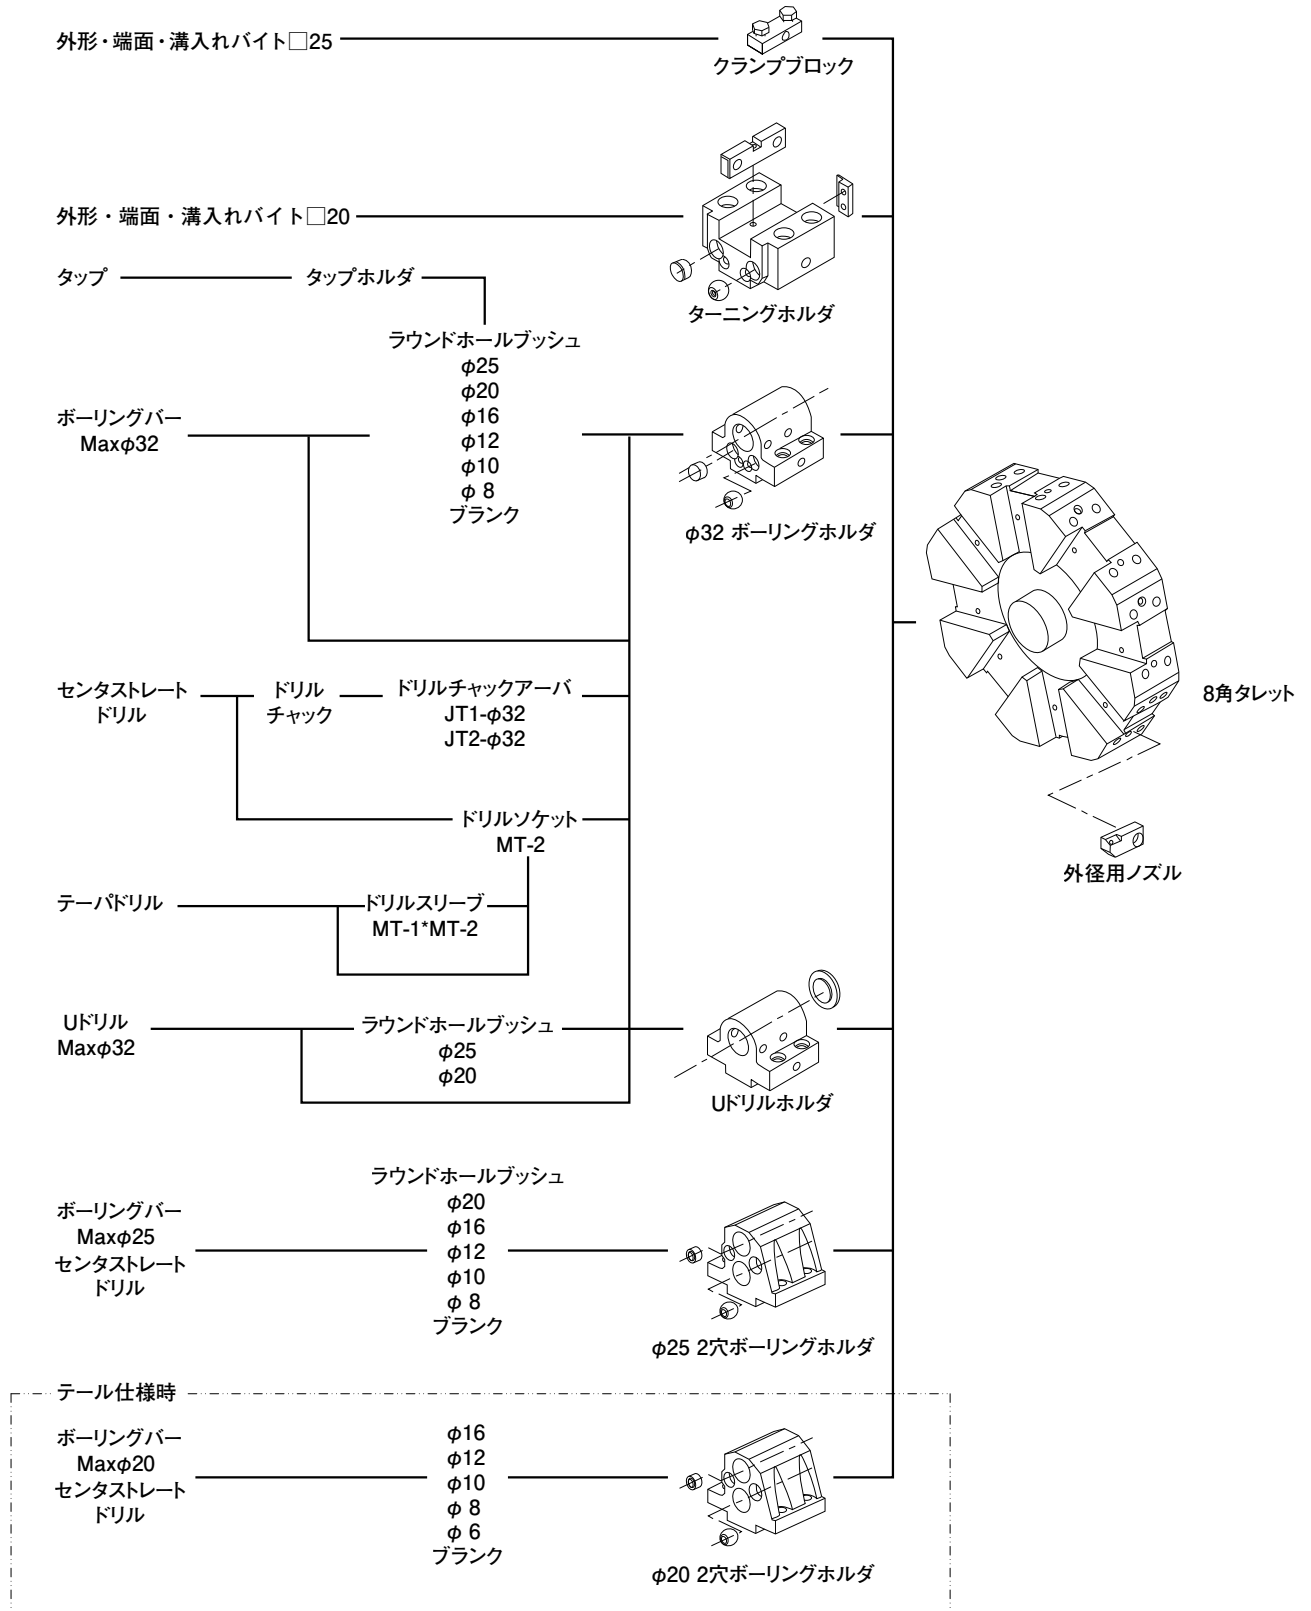 外形・端面・溝入れバイト□25
クランプブロック
外形・端面・溝入れバイト□20
ターニングホルダ
タップ
タップホルダ
ラウンドホールブッシュ
φ25
φ20
φ16
φ12
φ10
φ 8
ブランク
ボーリングバー
Maxφ32
φ32 ボーリングホルダ
8角タレット
外径用ノズル
センタストレート
ドリル
ドリル
チャック
ドリルチャックアーバ
JT1-φ32
JT2-φ32
ドリルソケット
MT-2
テーパドリル
ドリルスリーブ
MT-1*MT-2
Uドリル
Maxφ32
ラウンドホールブッシュ
φ25
φ20
Uドリルホルダ
ボーリングバー
Maxφ25
センタストレート
ドリル
ラウンドホールブッシュ
φ20
φ16
φ12
φ10
φ 8
ブランク
φ25 2穴ボーリングホルダ
テール仕様時
ボーリングバー
Maxφ20
センタストレート
ドリル
φ16
φ12
φ10
φ 8
φ 6
ブランク
φ20 2穴ボーリングホルダ